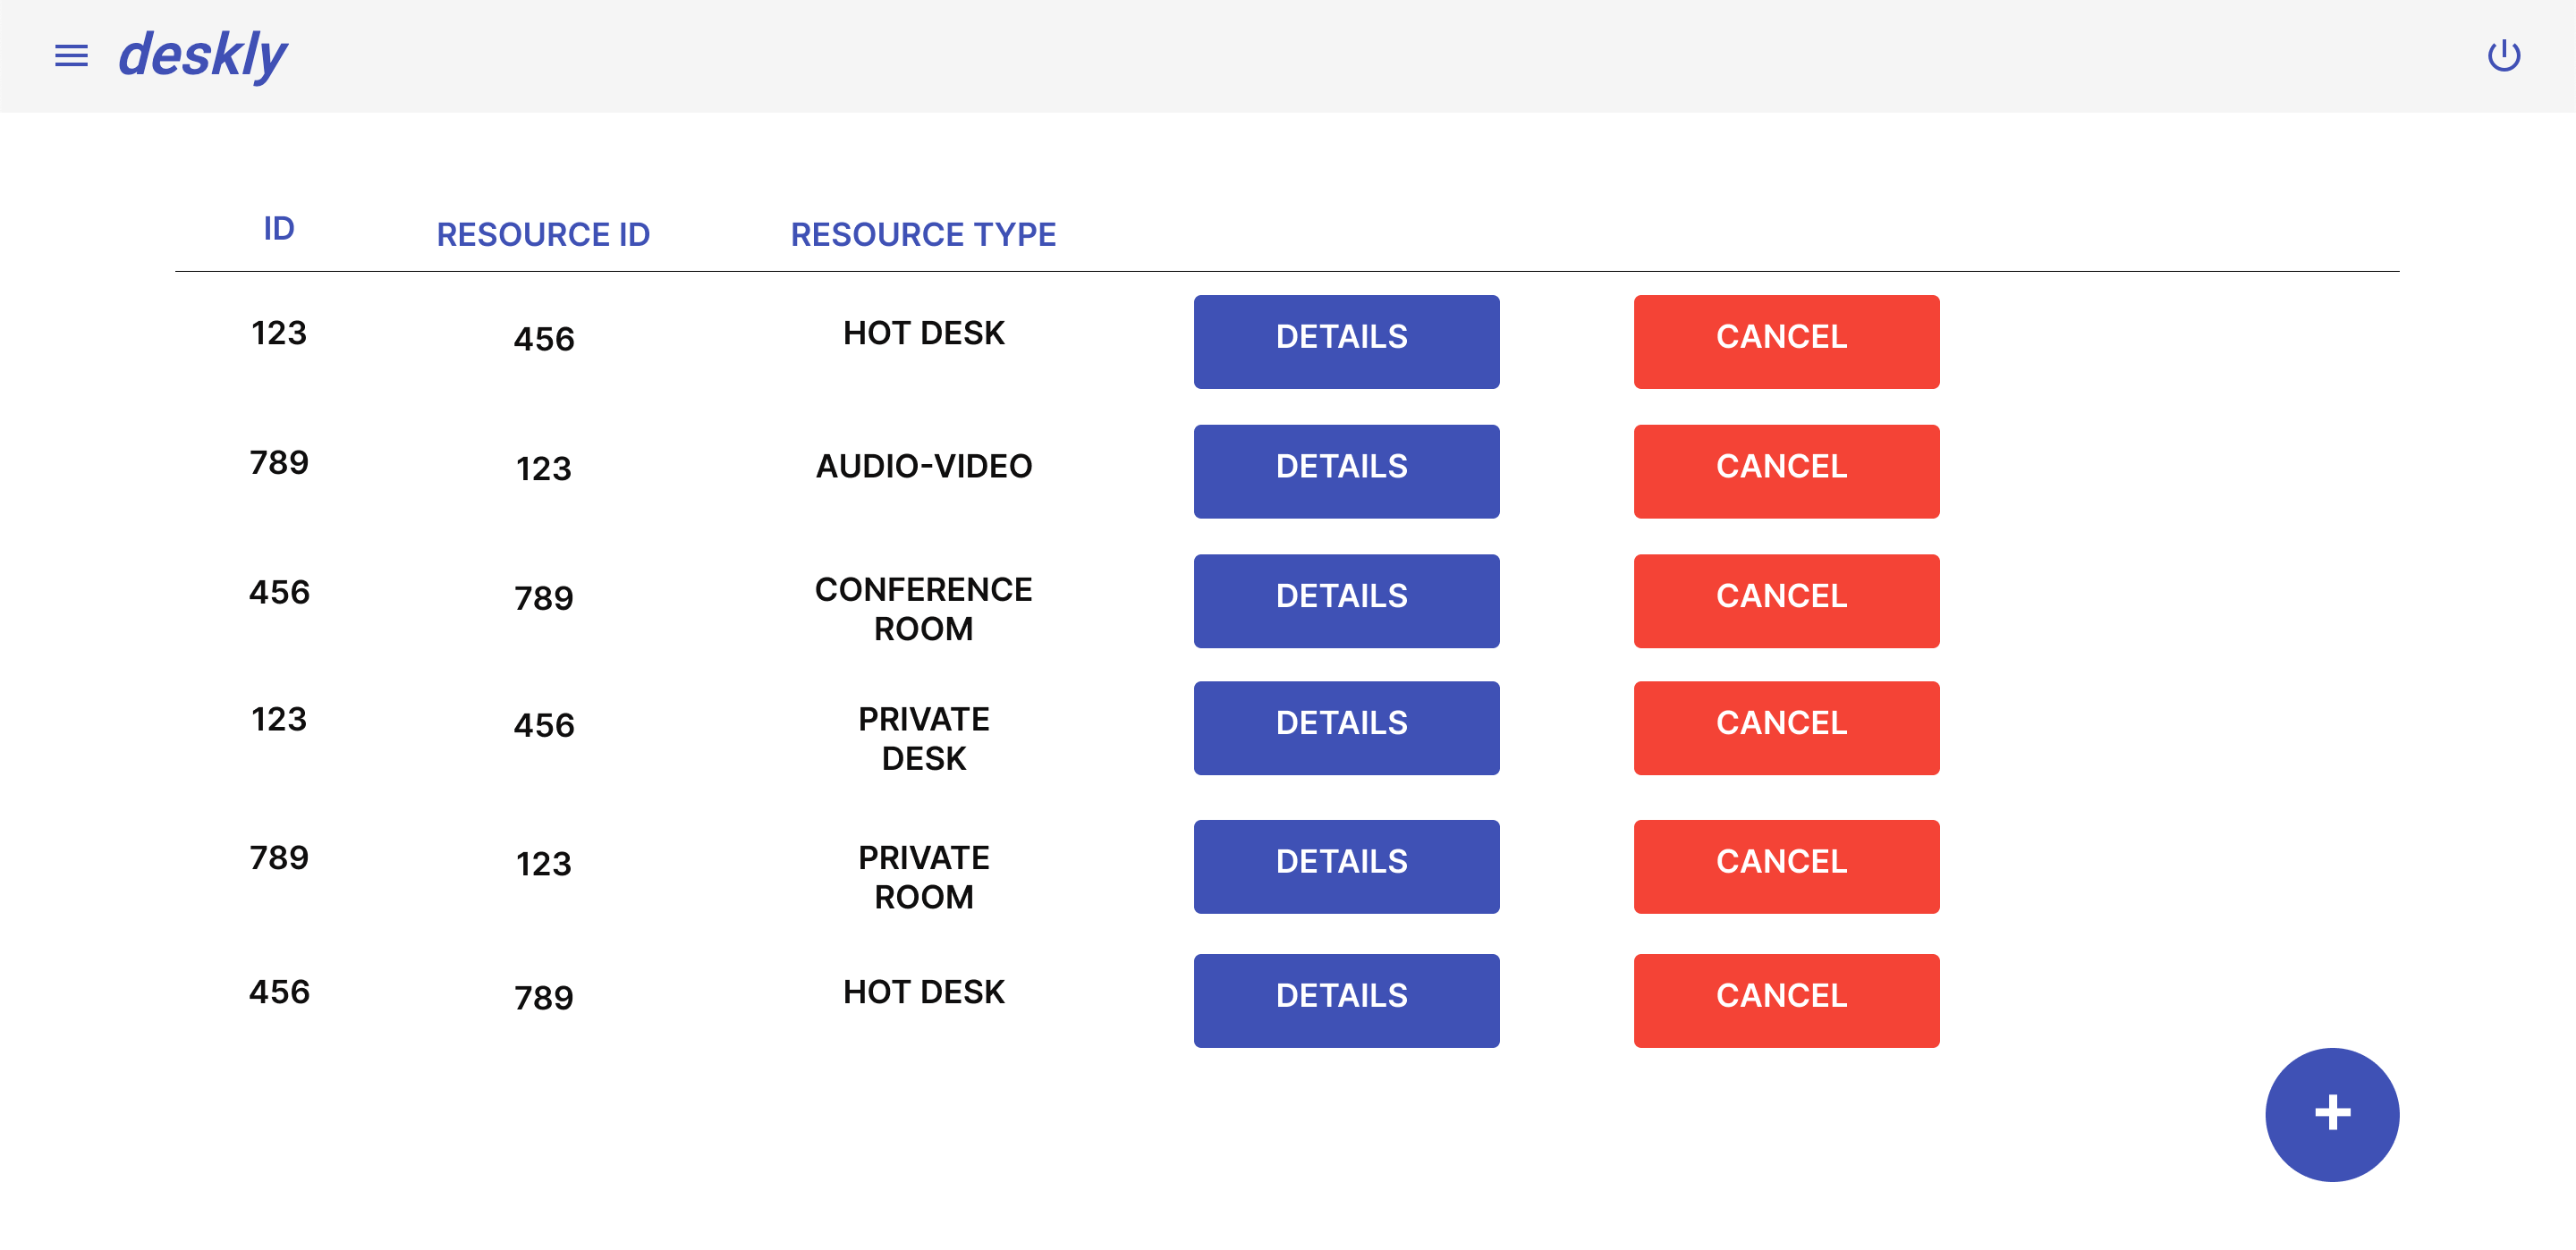 deskly
ID RESOURCE ID RESOURCE TYPE
123 456 HOT DESK DETAILS CANCEL
789 123 AUDIO-VIDEO DETAILS CANCEL
456 789 CONFERENCE DETAILS CANCEL
ROOM
123 456 PRIVATE DETAILS CANCEL
DESK
789 123 PRIVATE DETAILS CANCEL
ROOM
456 789 HOT DESK DETAILS CANCEL
+